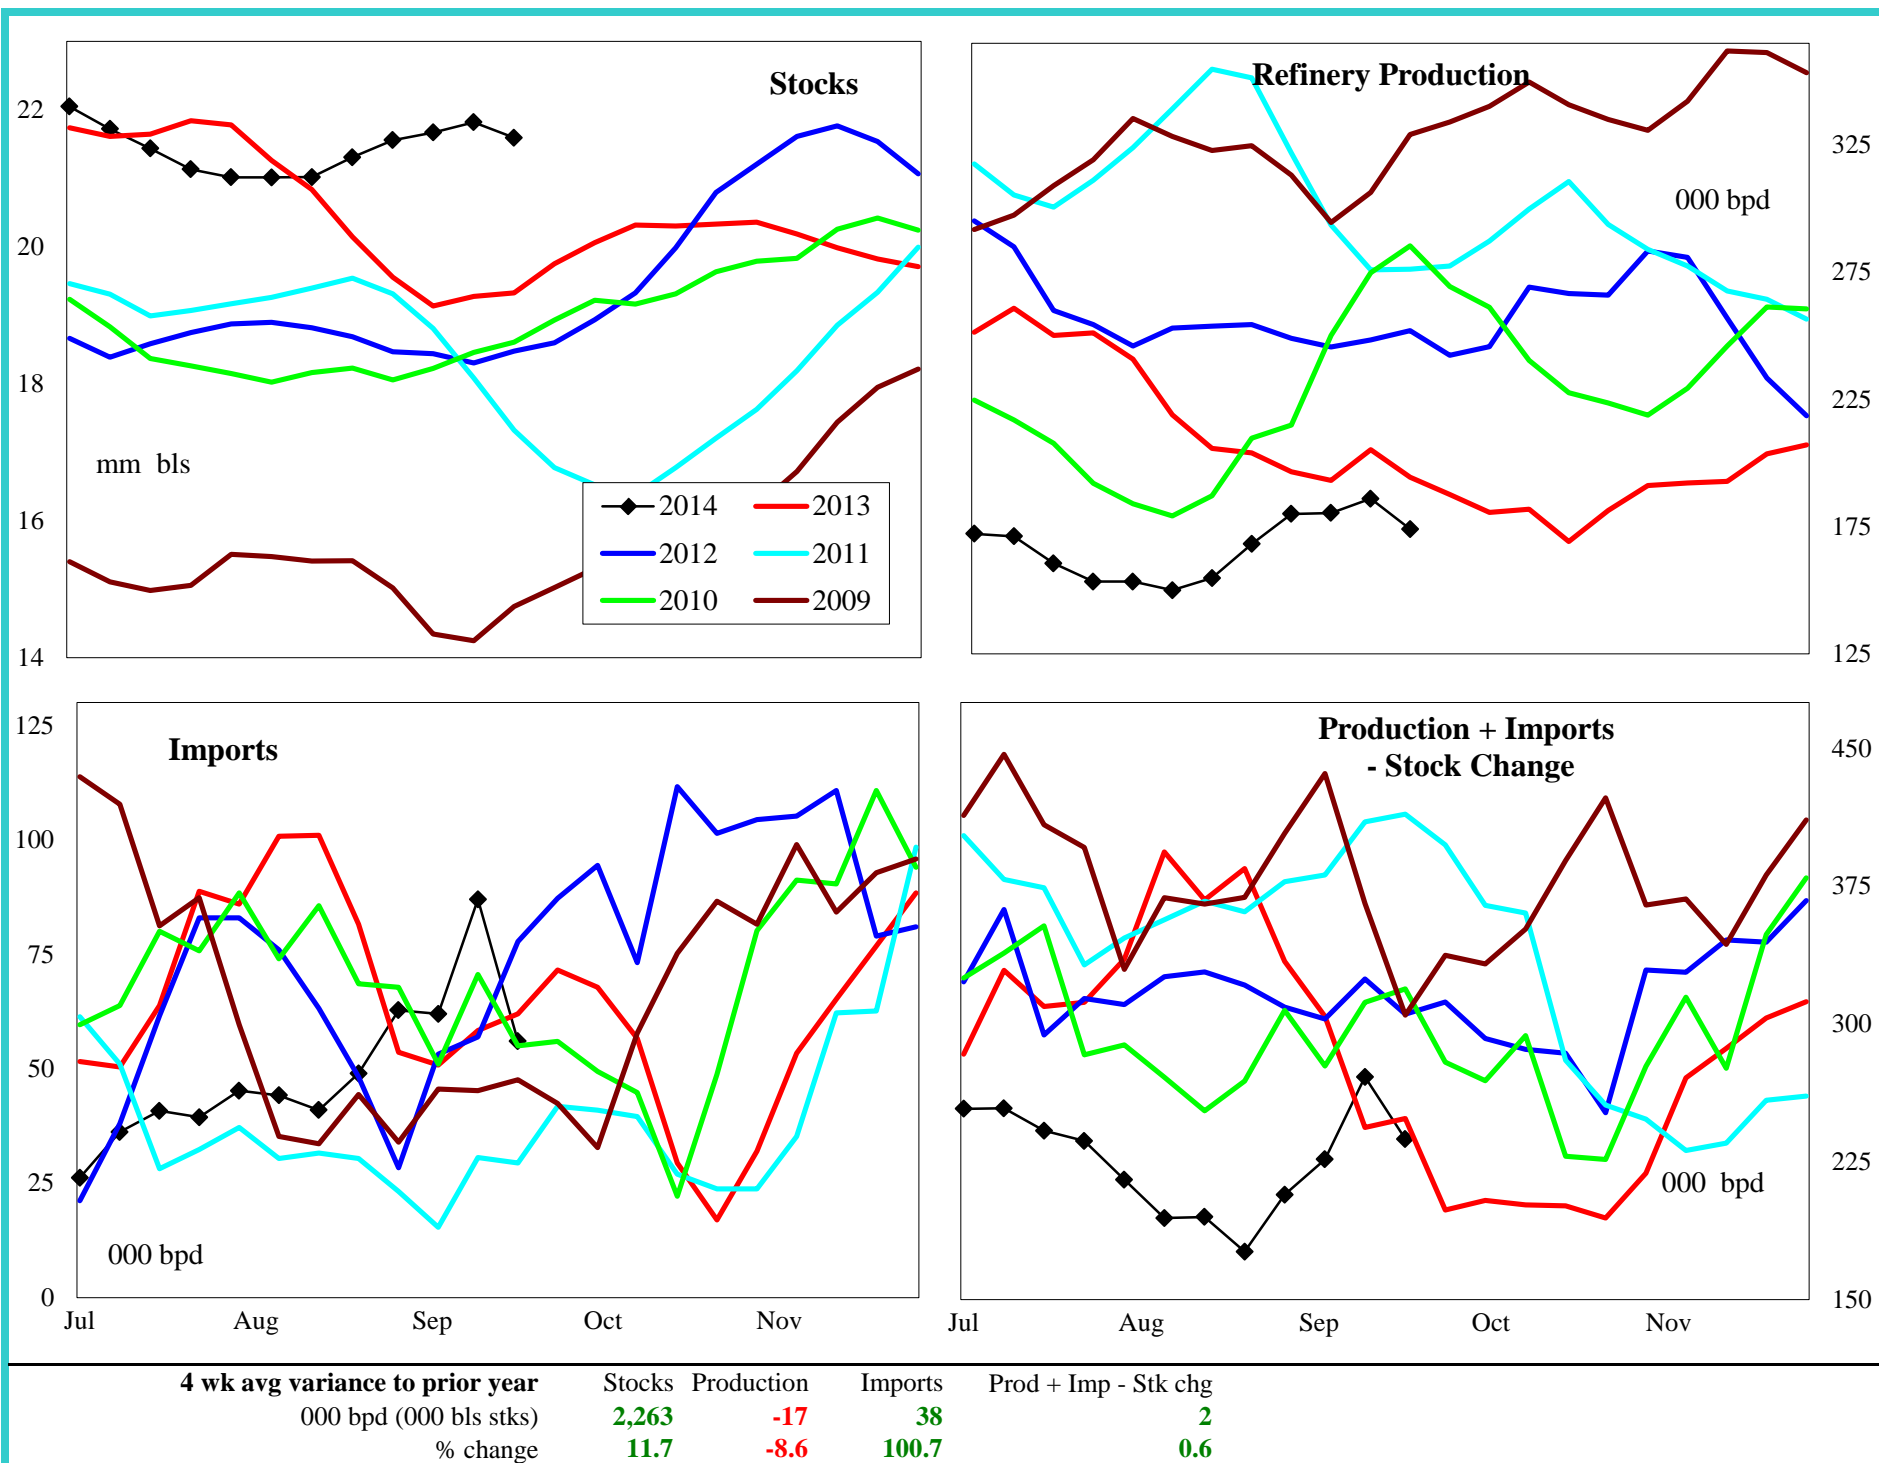 Stocks
22
20
18
16
14
mm bls
2014
2013
2012
2011
2010
2009
Refinery Production
000 bpd
325
275
225
175
125
Imports
125
100
75
50
25
0
000 bpd
Jul Aug Sep Oct Nov
Production + Imports
- Stock Change
450
375
300
225
150
000 bpd
Jul Aug Sep Oct Nov
4 wk avg variance to prior year Stocks Production Imports Prod + Imp - Stk chg
000 bpd (000 bls stks) 2,263 -17 38 2
% change 11.7 -8.6 100.7 0.6